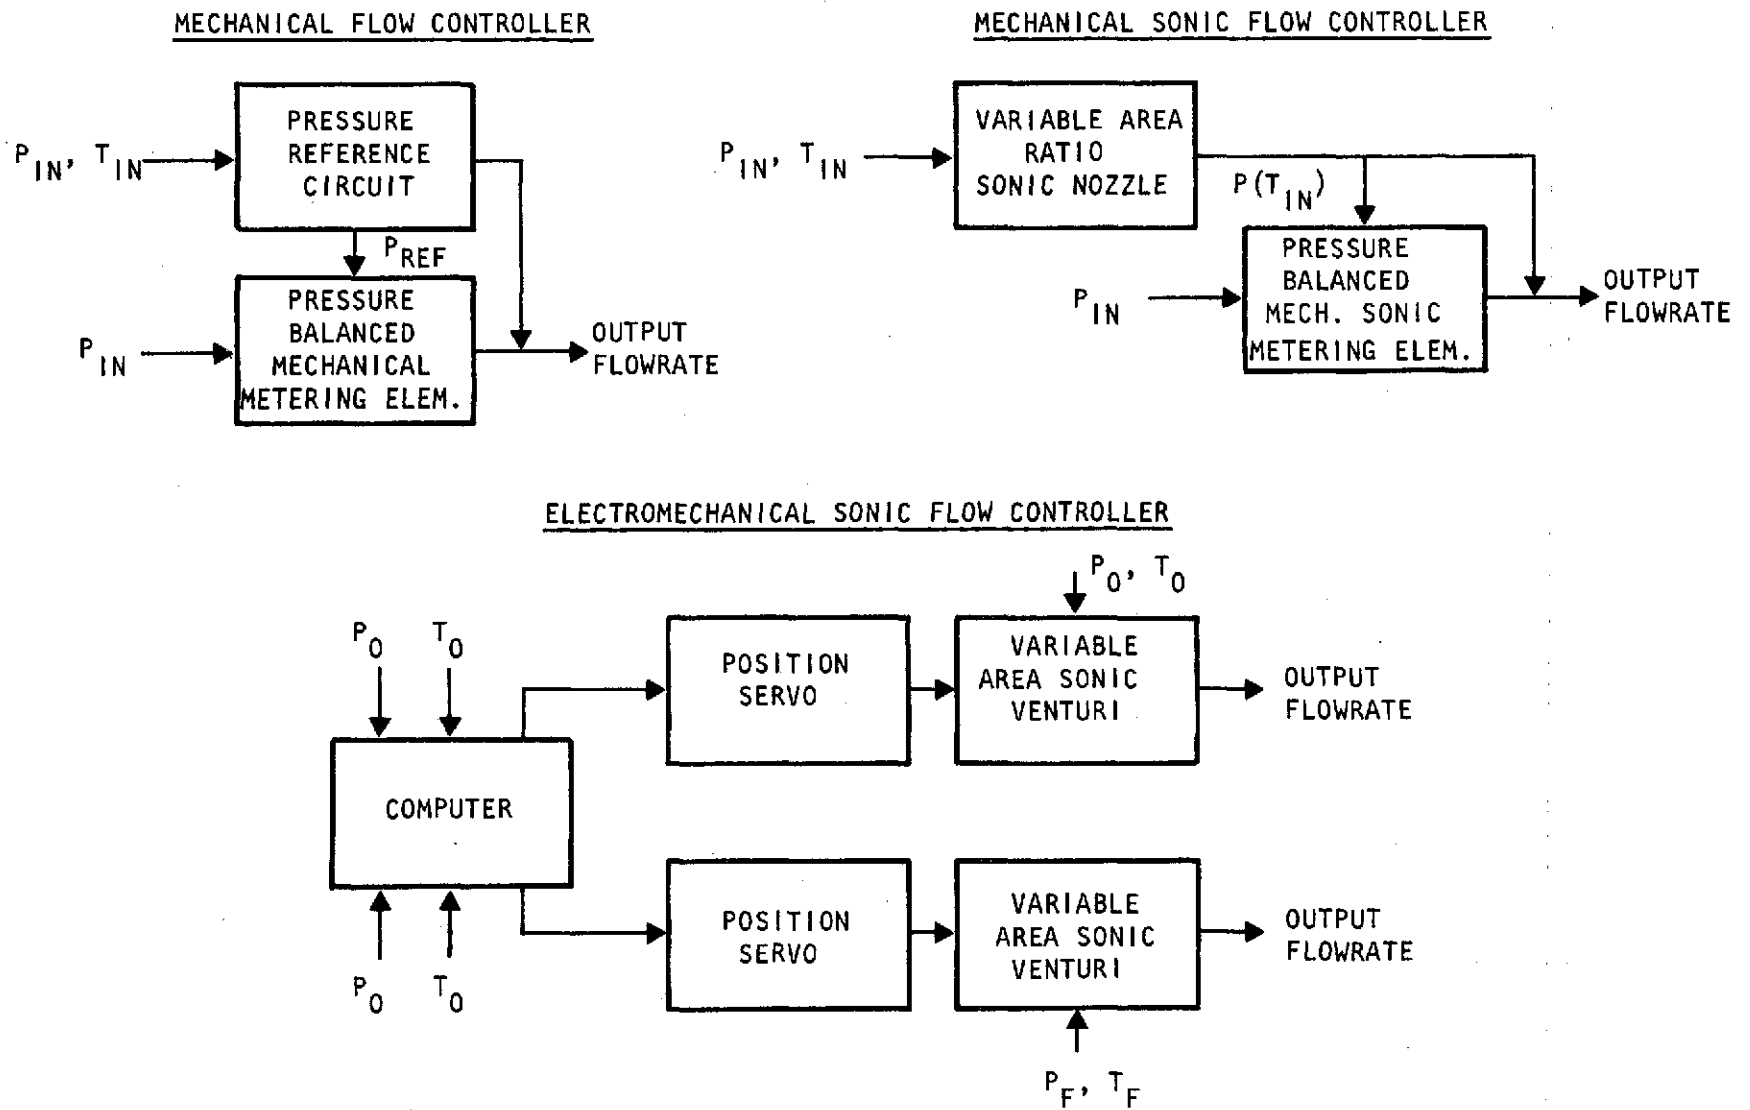 MECHANICAL FLOW CONTROLLER
P_IN, T_IN
PRESSURE
REFERENCE
CIRCUIT
P_REF
P_IN
PRESSURE
BALANCED
MECHANICAL
METERING ELEM.
OUTPUT
FLOWRATE
MECHANICAL SONIC FLOW CONTROLLER
P_IN, T_IN
VARIABLE AREA
RATIO
SONIC NOZZLE
P(T_IN)
P_IN
PRESSURE
BALANCED
MECH. SONIC
METERING ELEM.
OUTPUT
FLOWRATE
ELECTROMECHANICAL SONIC FLOW CONTROLLER
P_O, T_O
P_O
T_O
POSITION
SERVO
VARIABLE
AREA SONIC
VENTURI
OUTPUT
FLOWRATE
COMPUTER
P_O
T_O
POSITION
SERVO
VARIABLE
AREA SONIC
VENTURI
OUTPUT
FLOWRATE
P_F, T_F